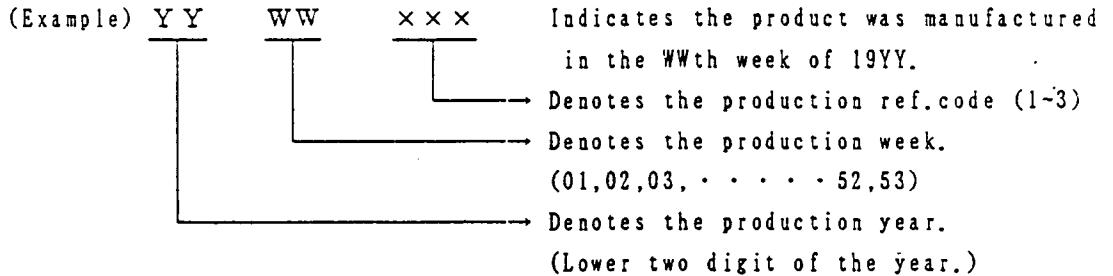 (Example) YY WW ××× Indicates the product was manufactured
in the WWth week of 19YY.
Denotes the production ref.code (1~3)
Denotes the production week.
(01,02,03,・・・・・52,53)
Denotes the production year.
(Lower two digit of the year.)